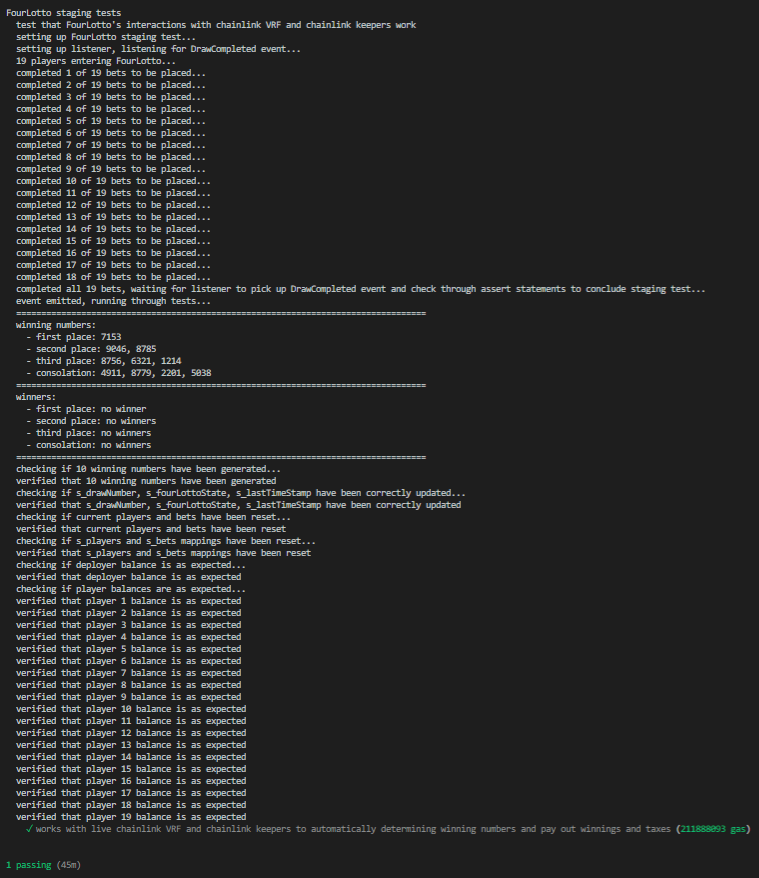 FourLotto staging tests
test that FourLotto's interactions with chainlink VRF and chainlink keepers work
setting up FourLotto staging test...
setting up listener, listening for DrawCompleted event...
19 players entering FourLotto...
completed 1 of 19 bets to be placed...
completed 2 of 19 bets to be placed...
completed 3 of 19 bets to be placed...
completed 4 of 19 bets to be placed...
completed 5 of 19 bets to be placed...
completed 6 of 19 bets to be placed...
completed 7 of 19 bets to be placed...
completed 8 of 19 bets to be placed...
completed 9 of 19 bets to be placed...
completed 10 of 19 bets to be placed...
completed 11 of 19 bets to be placed...
completed 12 of 19 bets to be placed...
completed 13 of 19 bets to be placed...
completed 14 of 19 bets to be placed...
completed 15 of 19 bets to be placed...
completed 16 of 19 bets to be placed...
completed 17 of 19 bets to be placed...
completed 18 of 19 bets to be placed...
completed all 19 bets, waiting for listener to pick up DrawCompleted event and check through assert statements to conclude staging test...
event emitted, running through tests...
==================================================================================
winning numbers:
- first place: 7153
- second place: 9046, 8785
- third place: 8756, 6321, 1214
- consolation: 4911, 8779, 2201, 5038
==================================================================================
winners:
- first place: no winner
- second place: no winners
- third place: no winners
- consolation: no winners
==================================================================================
checking if 10 winning numbers have been generated...
verified that 10 winning numbers have been generated
checking if s_drawNumber, s_fourLottoState, s_lastTimeStamp have been correctly updated...
verified that s_drawNumber, s_fourLottoState, s_lastTimeStamp have been correctly updated
checking if current players and bets have been reset...
verified that current players and bets have been reset
checking if s_players and s_bets mappings have been reset...
verified that s_players and s_bets mappings have been reset
checking if deployer balance is as expected...
verified that deployer balance is as expected
checking if player balances are as expected...
verified that player 1 balance is as expected
verified that player 2 balance is as expected
verified that player 3 balance is as expected
verified that player 4 balance is as expected
verified that player 5 balance is as expected
verified that player 6 balance is as expected
verified that player 7 balance is as expected
verified that player 8 balance is as expected
verified that player 9 balance is as expected
verified that player 10 balance is as expected
verified that player 11 balance is as expected
verified that player 12 balance is as expected
verified that player 13 balance is as expected
verified that player 14 balance is as expected
verified that player 15 balance is as expected
verified that player 16 balance is as expected
verified that player 17 balance is as expected
verified that player 18 balance is as expected
verified that player 19 balance is as expected
✓ works with live chainlink VRF and chainlink keepers to automatically determining winning numbers and pay out winnings and taxes (211888093 gas)
1 passing (45m)